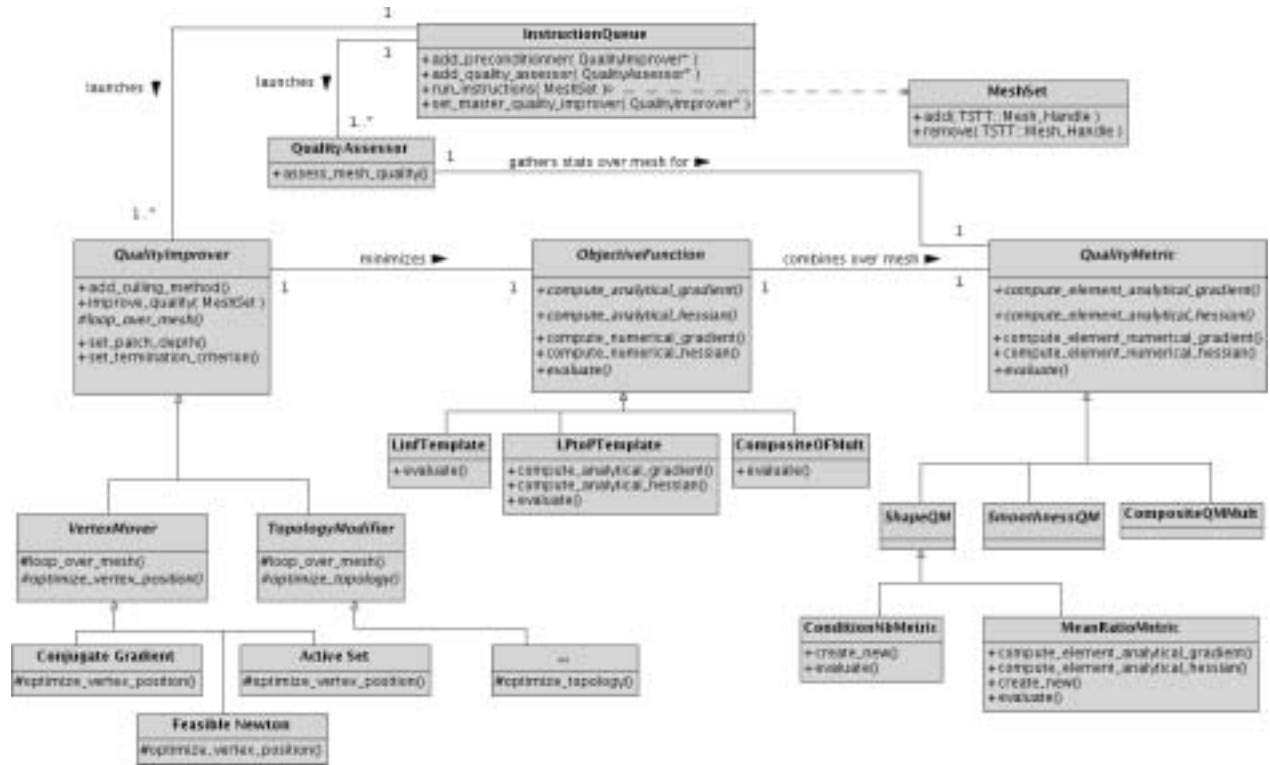 1
InstructionQueue
+add_preconditionner( QualityImprover* )
+add_quality_assessor( QualityAssessor* )
+run_instructions( MeshSet )
+set_master_quality_improver( QualityImprover* )
1
launches
launches
MeshSet
+add( TSTT::Mesh_Handle )
+remove( TSTT::Mesh_Handle )
1..*
QualityAssessor
+assess_mesh_quality()
1
gathers stats over mesh for
1..*
1
QualityImprover
+add_culling_method()
+improve_quality( MeshSet )
#loop_over_mesh()
+set_patch_depth()
+set_termination_criterion()
minimizes
1
1
ObjectiveFunction
+compute_analytical_gradient()
+compute_analytical_hessian()
+compute_numerical_gradient()
+compute_numerical_hessian()
+evaluate()
combines over mesh
1
1
QualityMetric
+compute_element_analytical_gradient()
+compute_element_analytical_hessian()
+compute_element_numerical_gradient()
+compute_element_numerical_hessian()
+evaluate()
LInfTemplate
+evaluate()
LPtoPTemplate
+compute_analytical_gradient()
+compute_analytical_hessian()
+evaluate()
CompositeOFMult
+evaluate()
VertexMover
#loop_over_mesh()
#optimize_vertex_position()
TopologyModifier
#loop_over_mesh()
#optimize_topology()
ShapeQM
SmoothnessQM
CompositeQMMult
Conjugate Gradient
#optimize_vertex_position()
Active Set
#optimize_vertex_position()
...
#optimize_topology()
ConditionNbMetric
+create_new()
+evaluate()
MeanRatioMetric
+compute_element_analytical_gradient()
+compute_element_analytical_hessian()
+create_new()
+evaluate()
Feasible Newton
#optimize_vertex_position()